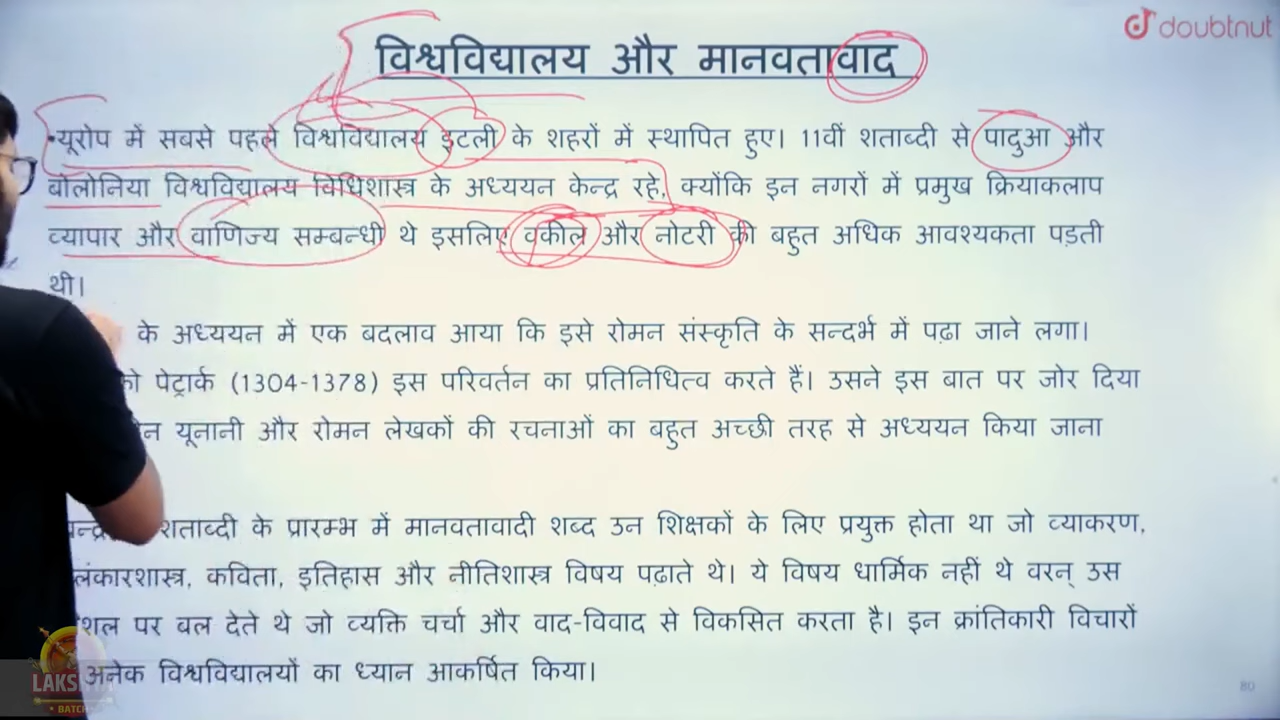 doubtnut
विश्वविद्यालय और मानवतावाद
•यूरोप में सबसे पहले विश्वविद्यालय इटली के शहरों में स्थापित हुए। 11वीं शताब्दी से पादुआ और
बोलोनिया विश्वविद्यालय विधिशास्त्र के अध्ययन केन्द्र रहे, क्योंकि इन नगरों में प्रमुख क्रियाकलाप
व्यापार और वाणिज्य सम्बन्धी थे इसलिए वकील और नोटरी की बहुत अधिक आवश्यकता पड़ती
थी।
के अध्ययन में एक बदलाव आया कि इसे रोमन संस्कृति के सन्दर्भ में पढ़ा जाने लगा।
को पेट्रार्क (1304-1378) इस परिवर्तन का प्रतिनिधित्व करते हैं। उसने इस बात पर जोर दिया
न यूनानी और रोमन लेखकों की रचनाओं का बहुत अच्छी तरह से अध्ययन किया जाना
शताब्दी के प्रारम्भ में मानवतावादी शब्द उन शिक्षकों के लिए प्रयुक्त होता था जो व्याकरण,
लंकारशास्त्र, कविता, इतिहास और नीतिशास्त्र विषय पढ़ाते थे। ये विषय धार्मिक नहीं थे वरन् उस
शल पर बल देते थे जो व्यक्ति चर्चा और वाद-विवाद से विकसित करता है। इन क्रांतिकारी विचारों
अनेक विश्वविद्यालयों का ध्यान आकर्षित किया।
BATCH
80